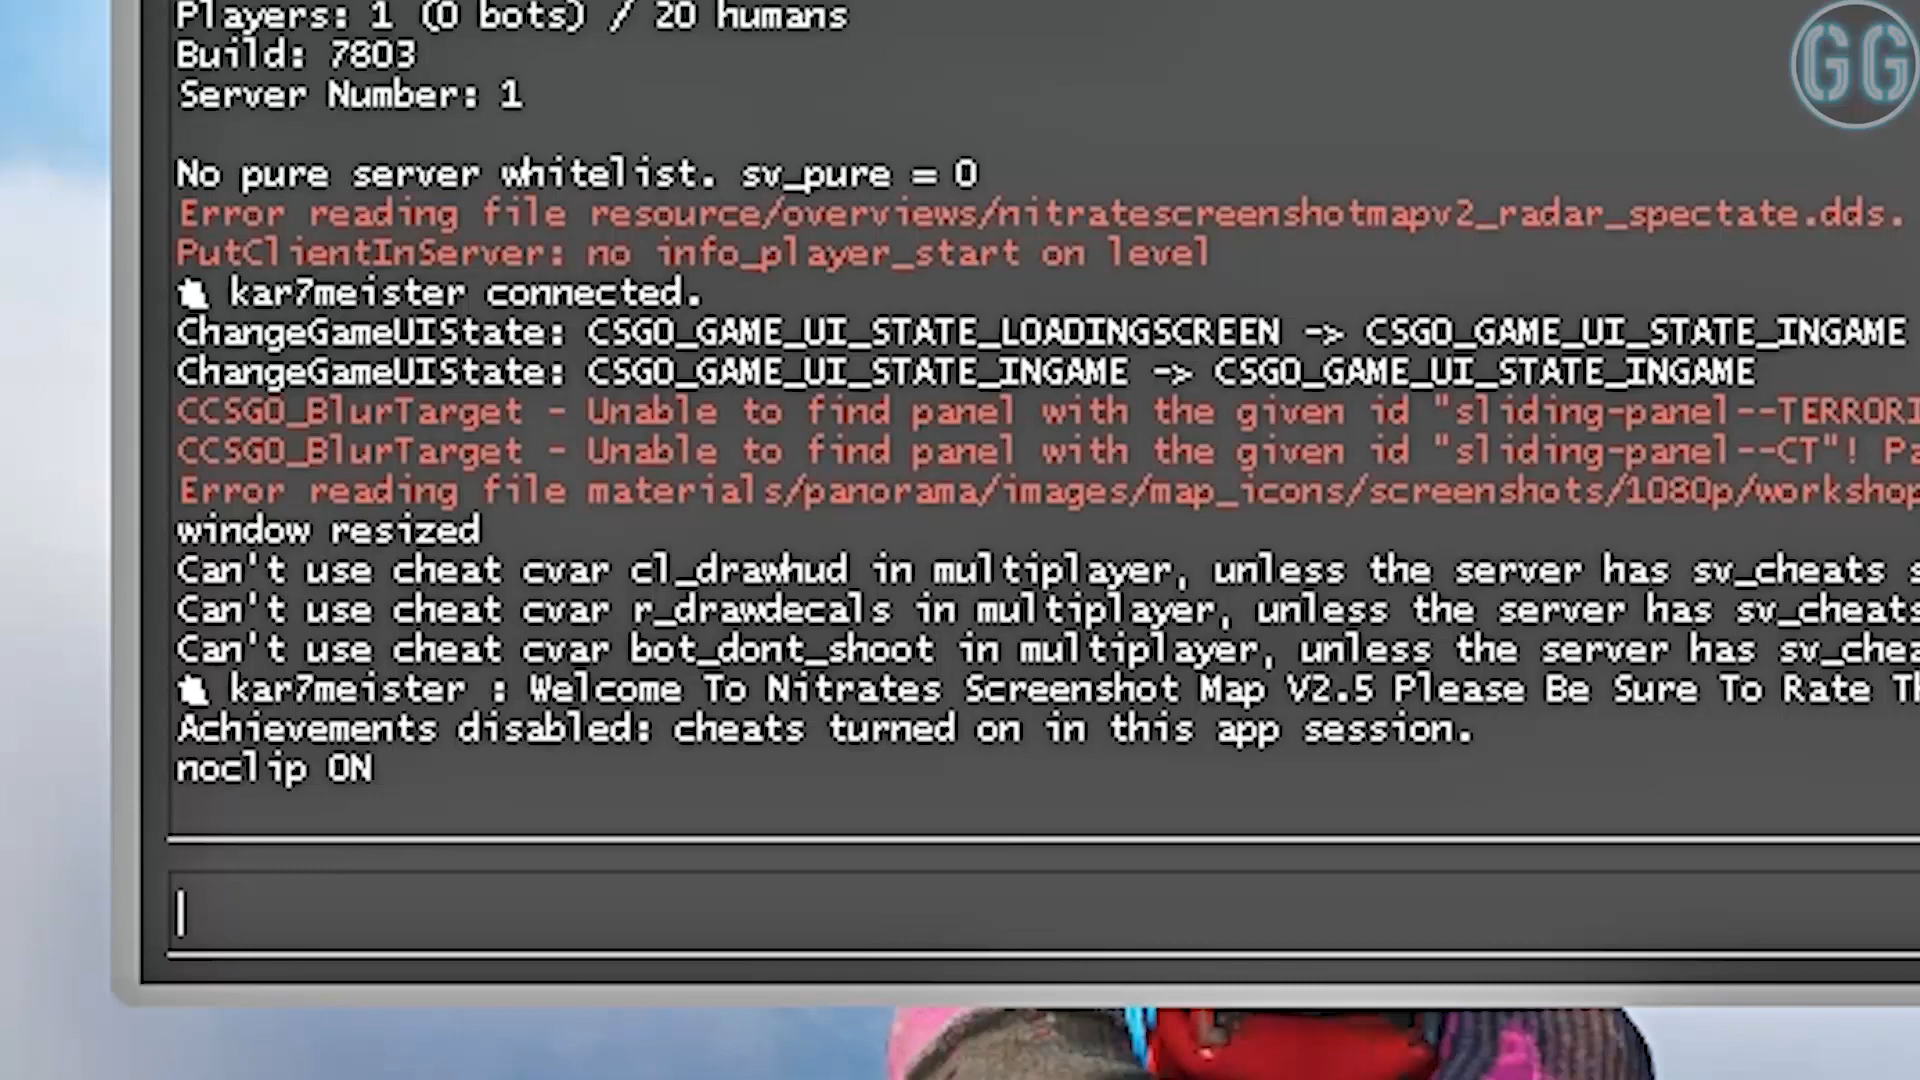 Players: 1 (0 bots) / 20 humans
Build: 7803
Server Number: 1
No pure server whitelist. sv_pure = 0
Error reading file resource/overviews/nitratescreenshotmapv2_radar_spectate.dds.
PutClientInServer: no info_player_start on level
kar7meister connected.
ChangeGameUIState: CSGO_GAME_UI_STATE_LOADINGSCREEN -> CSGO_GAME_UI_STATE_INGAME
ChangeGameUIState: CSGO_GAME_UI_STATE_INGAME -> CSGO_GAME_UI_STATE_INGAME
CCSGO_BlurTarget - Unable to find panel with the given id "sliding-panel--TERRORI
CCSGO_BlurTarget - Unable to find panel with the given id "sliding-panel--CT"! Pa
Error reading file materials/panorama/images/map_icons/screenshots/1080p/workshop
window resized
Can't use cheat cvar cl_drawhud in multiplayer, unless the server has sv_cheats s
Can't use cheat cvar r_drawdecals in multiplayer, unless the server has sv_cheats
Can't use cheat cvar bot_dont_shoot in multiplayer, unless the server has sv_chea
kar7meister : Welcome To Nitrates Screenshot Map V2.5 Please Be Sure To Rate Th
Achievements disabled: cheats turned on in this app session.
noclip ON
GG